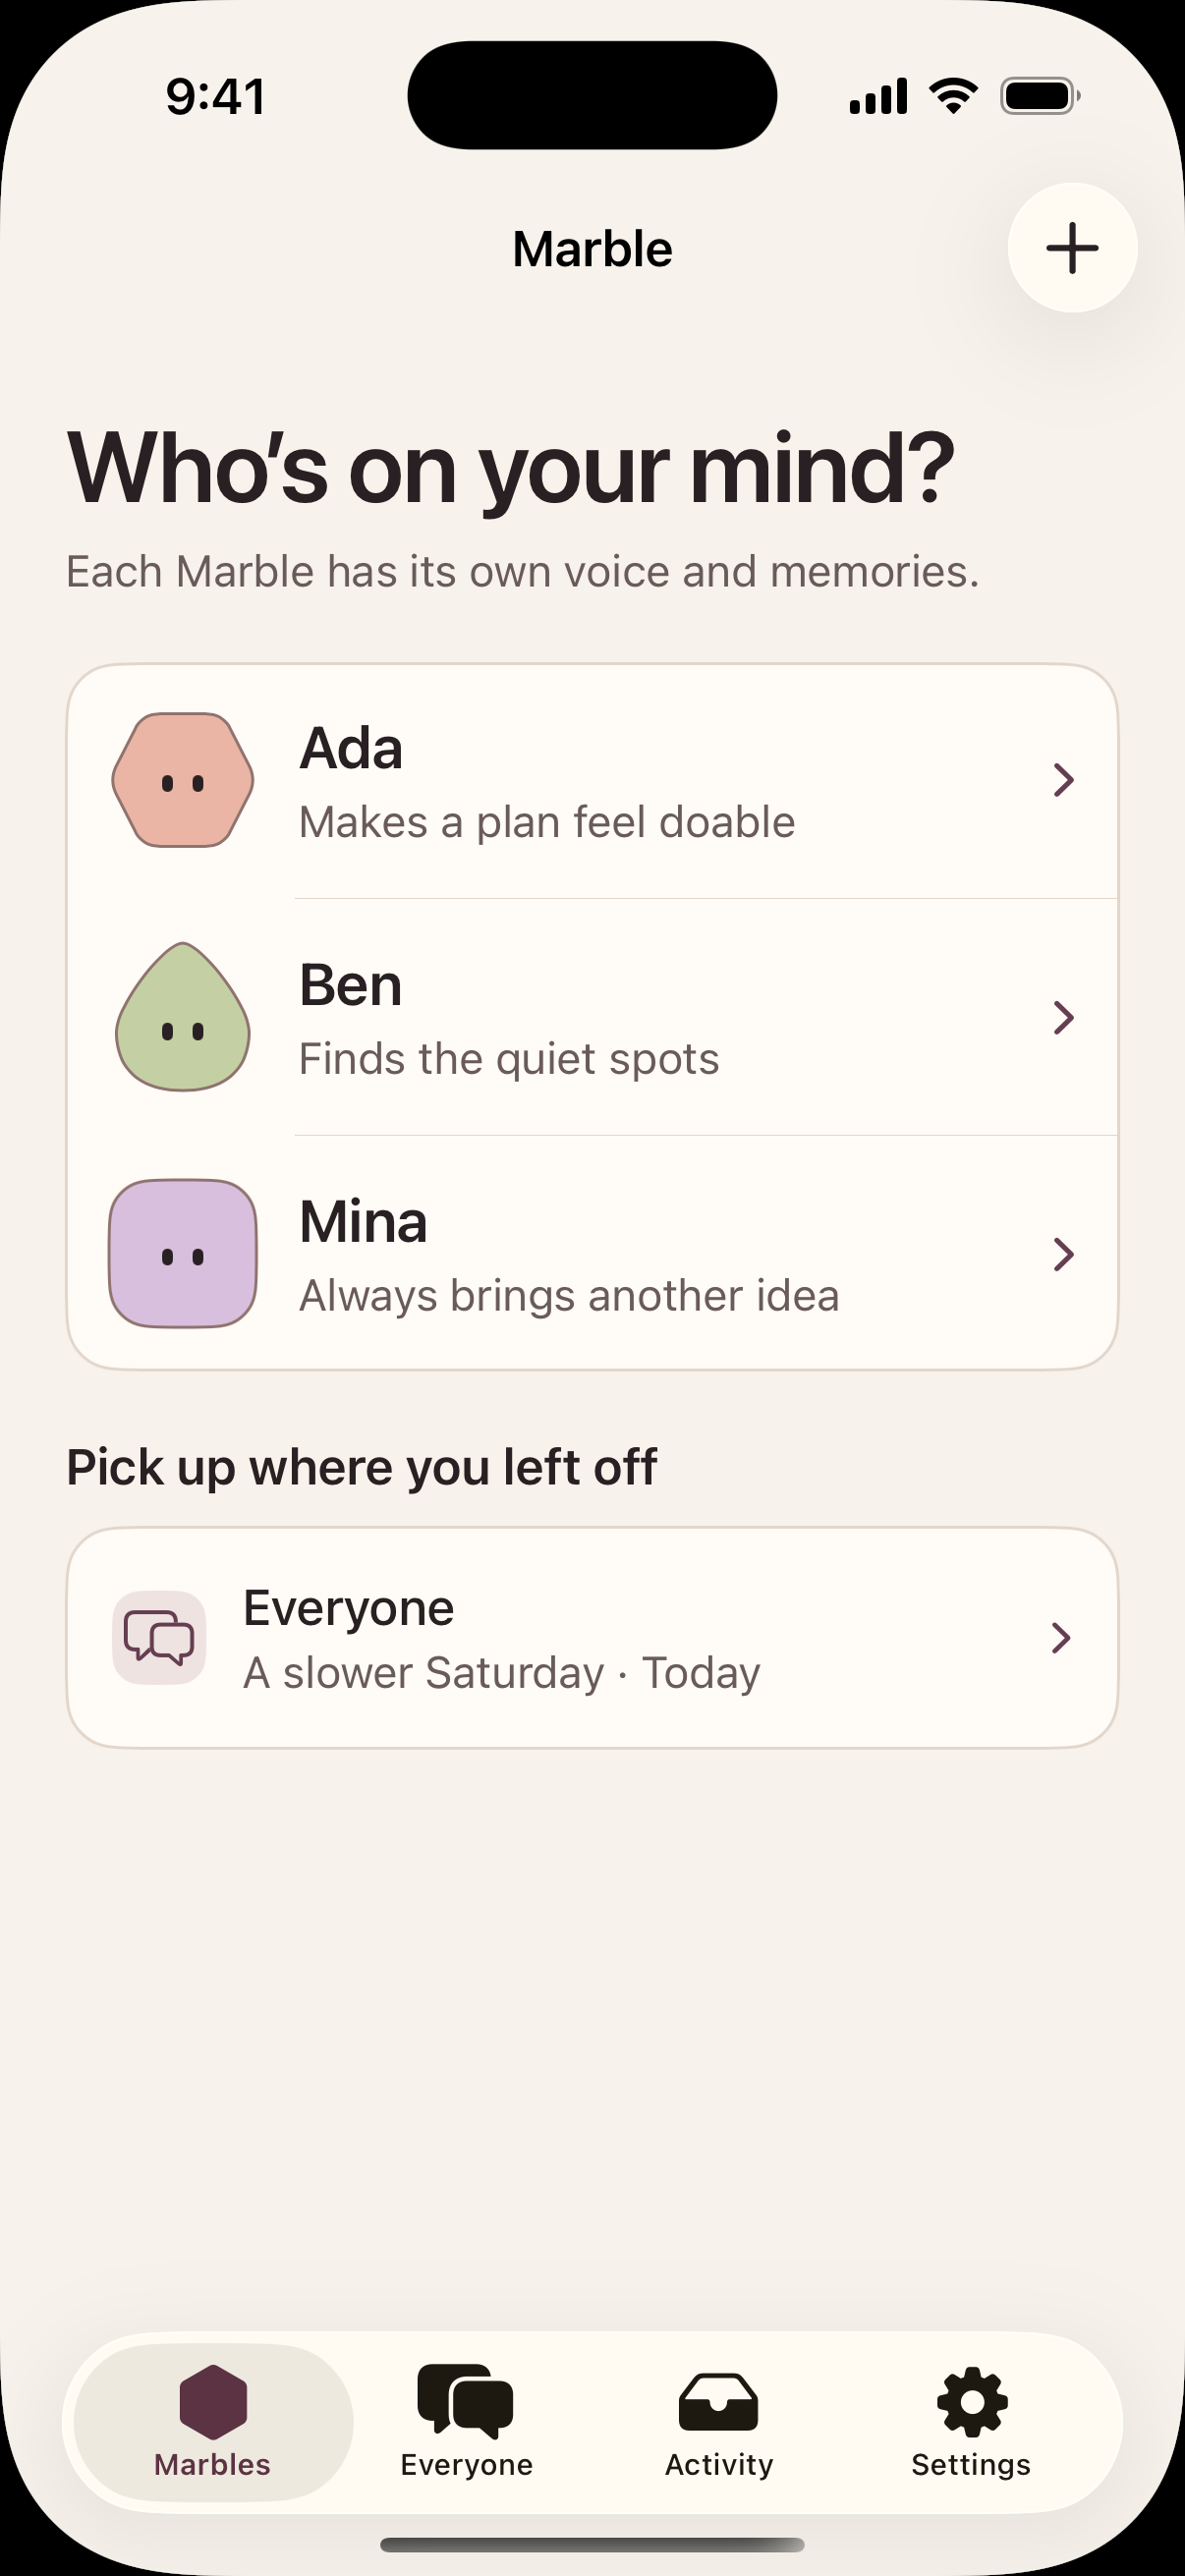 9:41
Marble
Who’s on your mind?
Each Marble has its own voice and memories.
Ada
Makes a plan feel doable
Ben
Finds the quiet spots
Mina
Always brings another idea
Pick up where you left off
Everyone
A slower Saturday · Today
Marbles
Everyone
Activity
Settings